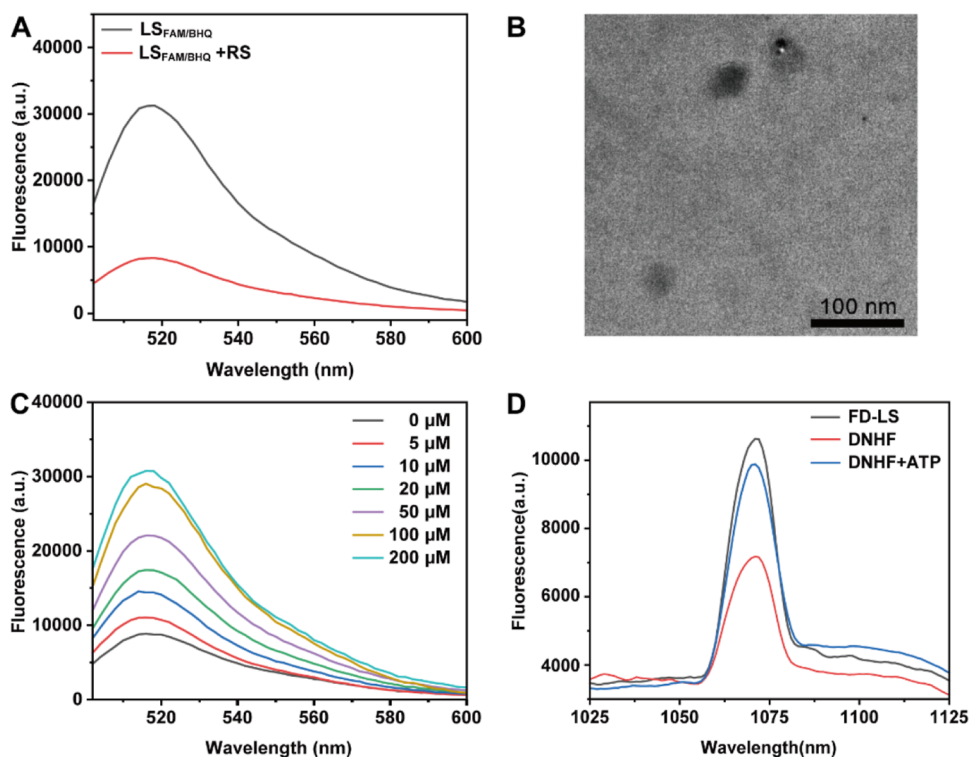 A
LSFAM/BHQ
LSFAM/BHQ +RS
40000
30000
20000
10000
0
Fluorescence (a.u.)
520
540
560
580
600
Wavelength (nm)
B
100 nm
C
0 μM
5 μM
10 μM
20 μM
50 μM
100 μM
200 μM
40000
30000
20000
10000
0
Fluorescence (a.u.)
520
540
560
580
600
Wavelength (nm)
D
FD-LS
DNHF
DNHF+ATP
10000
8000
6000
4000
Fluorescence(a.u.)
1025
1050
1075
1100
1125
Wavelength(nm)